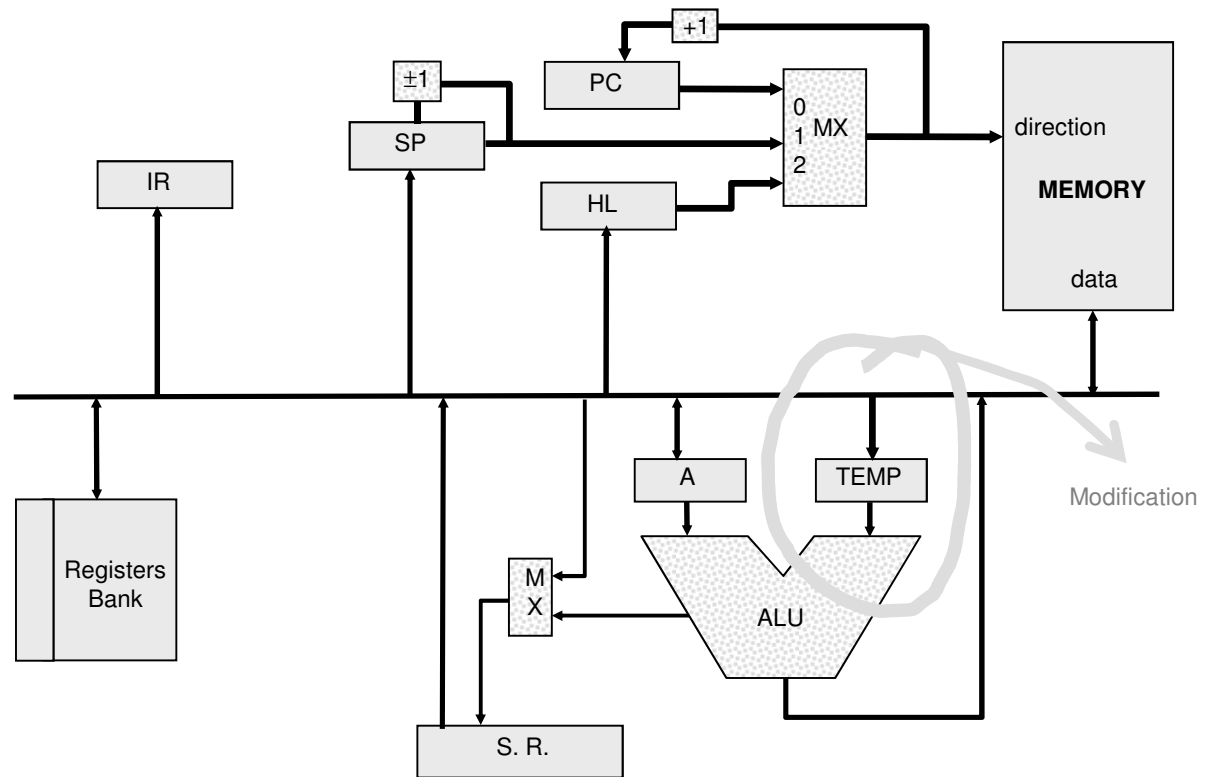 +1
±1
PC
0
MX
1
2
direction
SP
IR
HL
MEMORY
data
A
TEMP
Modification
Registers
Bank
M
X
ALU
S. R.